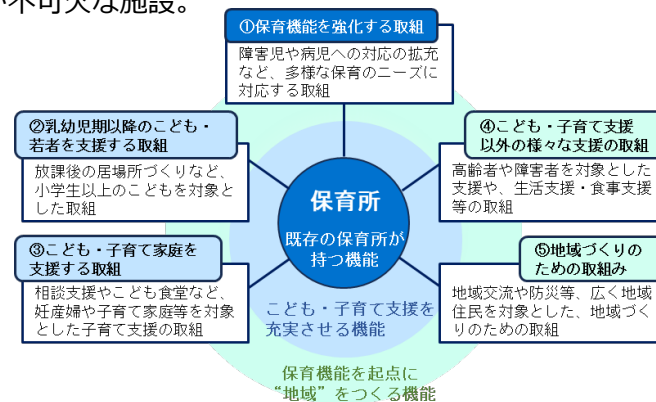 不可欠な施設。
①保育機能を強化する取組
障害児や病児への対応の拡充
など、多様な保育のニーズに
対応する取組
②乳幼児期以降のこども・
若者を支援する取組
放課後の居場所づくりなど、
小学生以上のこどもを対象と
した取組
④こども・子育て支援
以外の様々な支援の取組
高齢者や障害者を対象とした
支援や、生活支援・食事支援
等の取組
保育所
既存の保育所が
持つ機能
③こども・子育て家庭を
支援する取組
相談支援やこども食堂など、
妊産婦や子育て家庭等を対象
とした子育て支援の取組
⑤地域づくりの
ための取組み
地域交流や防災等、広く地域
住民を対象とした、地域づく
りのための取組
こども・子育て支援を
充実させる機能
保育機能を起点に
“地域”をつくる機能